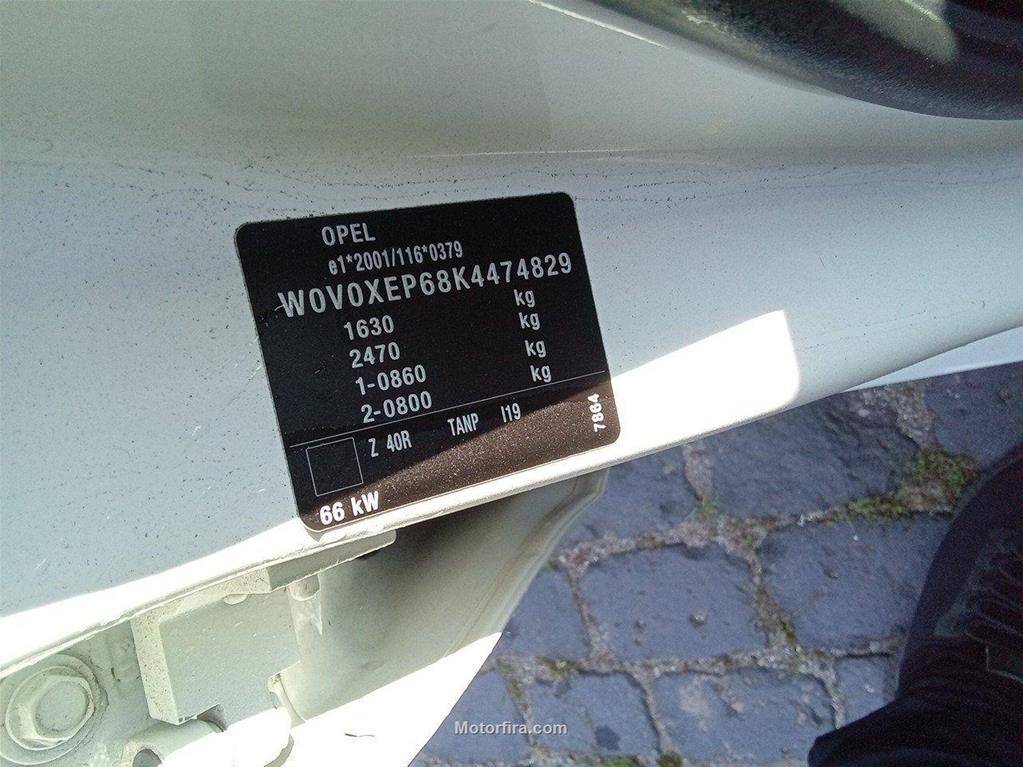 OPEL
e1*2001/116*0379
W0V0XEP68K4474829
1630 kg
2470 kg
1-0860 kg
2-0800 kg
Z 40R TANP I19
7864
66 kW
Motorfira.com